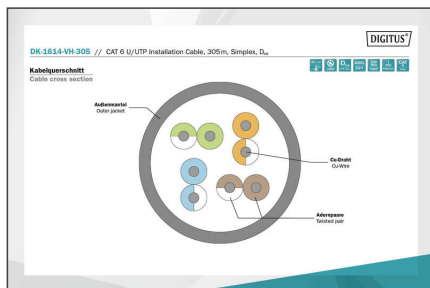 DIGITUS®
DK-1614-VH-305 // CAT 6 U/UTP Installation Cable, 305 m, Simplex, Dca
Kabelquerschnitt
Cable cross section
Außenmantel
Outer jacket
Cu-Draht
Cu-Wire
Adernpaare
Twisted pair